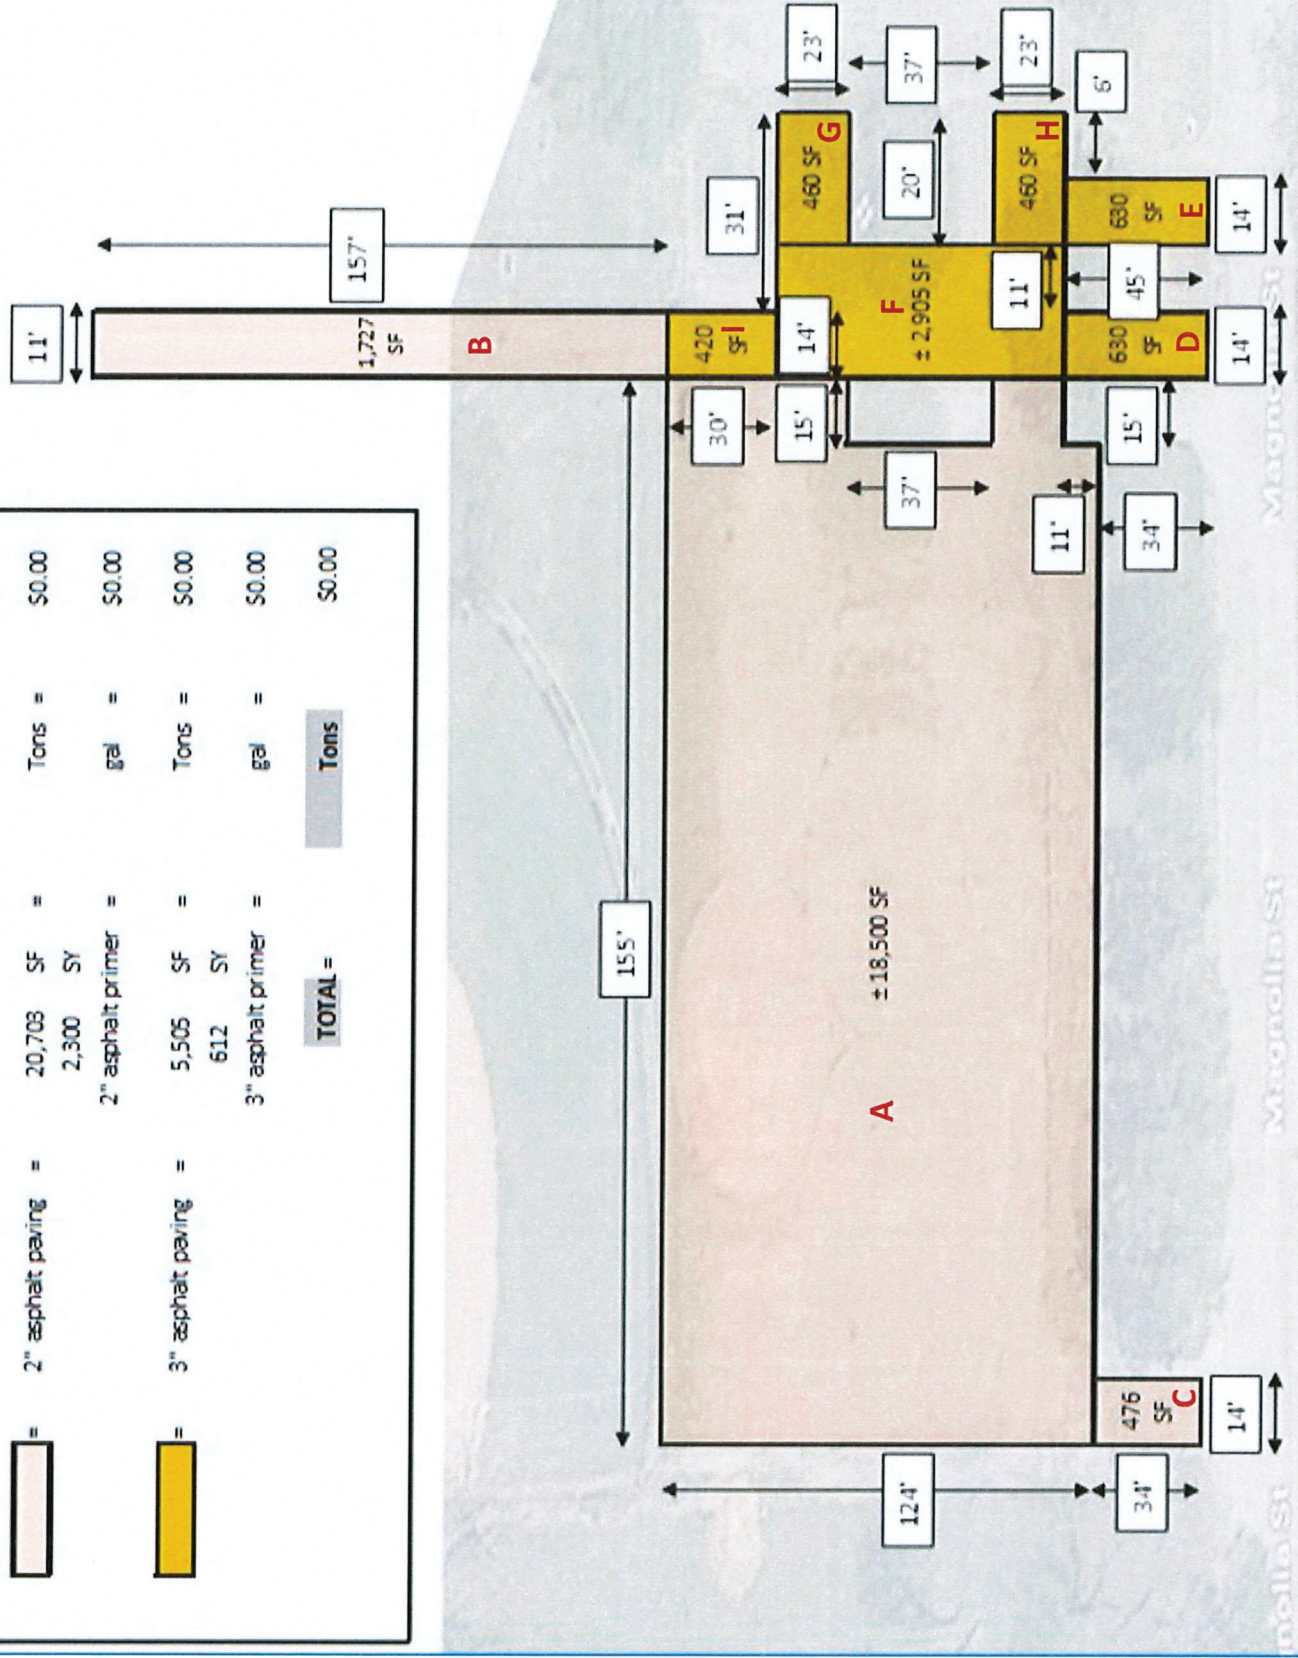 = 2" asphalt paving = 20,703 SF = Tons = $0.00
2,300 SY
2" asphalt primer = gal = $0.00
= 3" asphalt paving = 5,505 SF = Tons = $0.00
612 SY
3" asphalt primer = gal = $0.00
TOTAL = Tons $0.00
11'
157'
1,727
SF
B
155'
30'
420
SF
I
31'
23'
460 SF
G
14'
15'
37'
20"
37'
± 2,905 SF
F
11'
460 SF
H
23'
6'
± 18,500 SF
A
124'
11'
34'
15'
45'
630
SF
D
630
SF
E
14'
14'
34'
476
SF
C
14'
Magnolia St
Magnolia St
nolia St